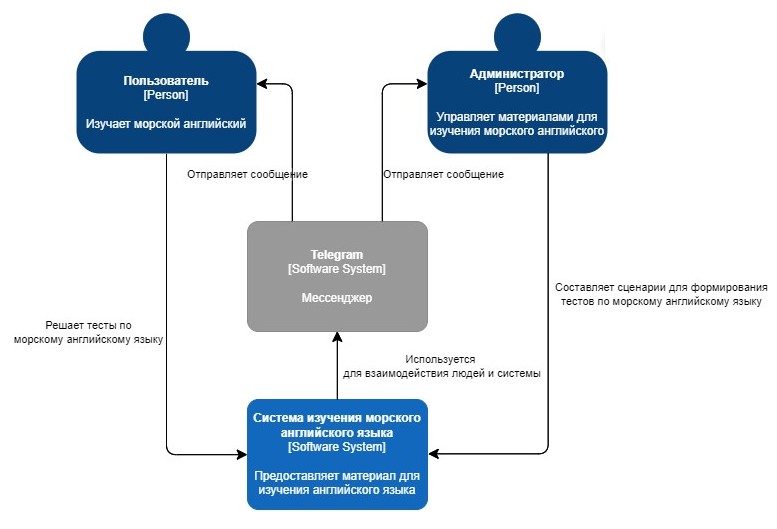 Пользователь
[Person]
Изучает морской английский
Администратор
[Person]
Управляет материалами для
изучения морского английского
Отправляет сообщение
Отправляет сообщение
Telegram
[Software System]
Мессенджер
Составляет сценарии для формирования
тестов по морскому английскому языку
Решает тесты по
морскому английскому языку
Используется
для взаимодействия людей и системы
Система изучения морского
английского языка
[Software System]
Предоставляет материал для
изучения английского языка